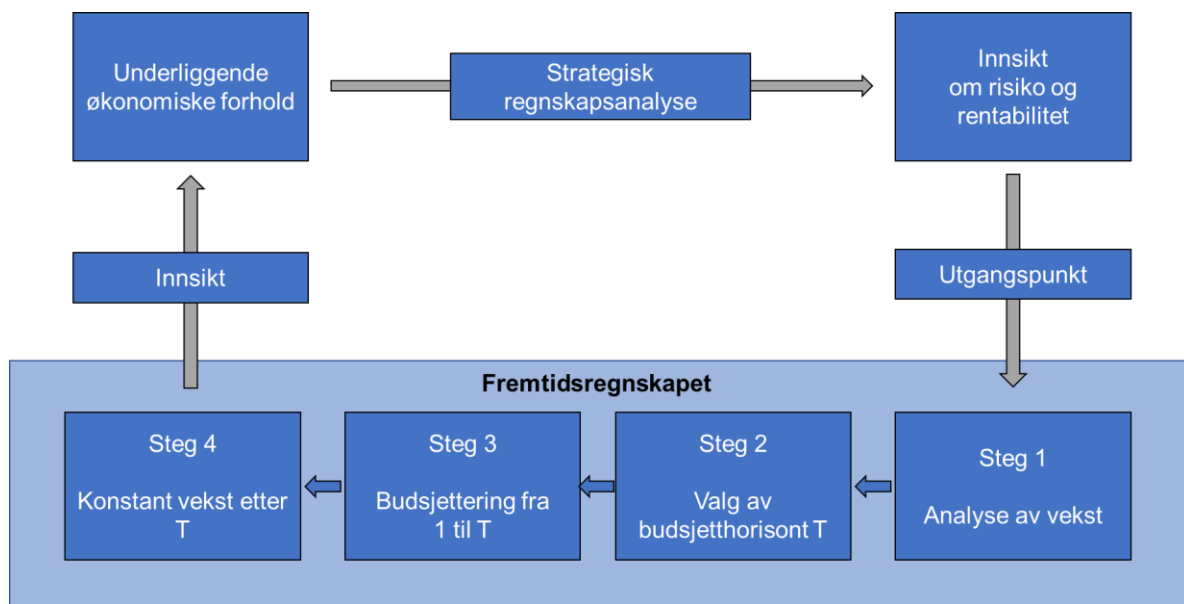 Underliggende
økonomiske forhold
Strategisk
regnskapsanalyse
Innsikt
om risiko og
rentabilitet
Innsikt
Utgangspunkt
Fremtidsregnskapet
Steg 4
Konstant vekst etter
T
Steg 3
Budsjettering fra
1 til T
Steg 2
Valg av
budsjetthorisont T
Steg 1
Analyse av vekst